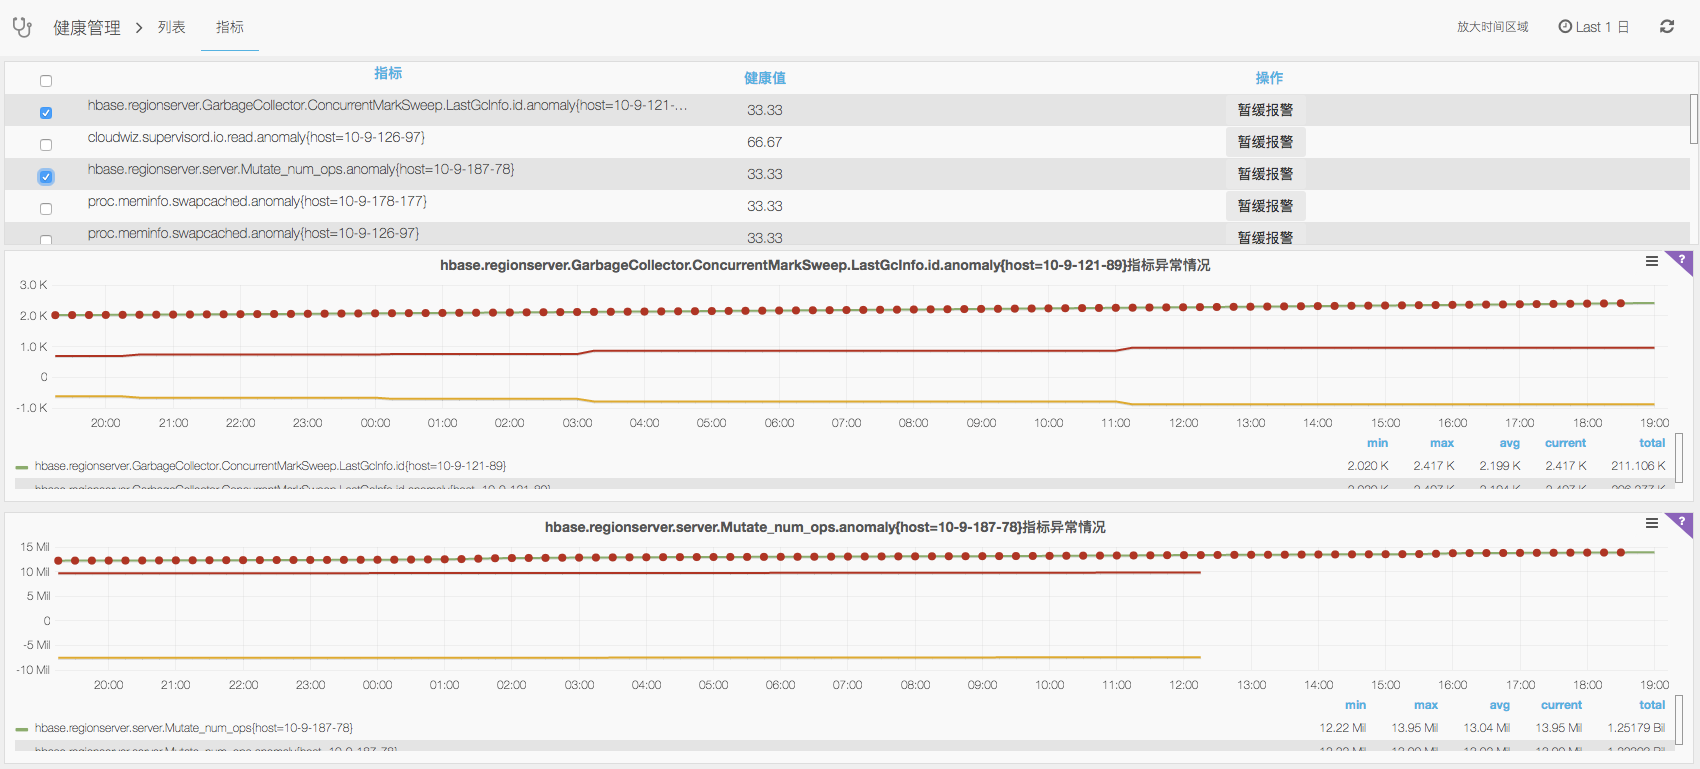 健康管理 > 列表 指标 放大时间区域 Last 1 日
指标 健康值 操作
hbase.regionserver.GarbageCollector.ConcurrentMarkSweep.LastGcInfo.id.anomaly{host=10-9-121-... 33.33 暂缓报警
cloudwiz.supervisord.io.read.anomaly{host=10-9-126-97} 66.67 暂缓报警
hbase.regionserver.server.Mutate_num_ops.anomaly{host=10-9-187-78} 33.33 暂缓报警
proc.meminfo.swapcached.anomaly{host=10-9-178-177} 33.33 暂缓报警
proc.meminfo.swapcached.anomaly{host=10-9-126-97} 33.33 暂缓报警
hbase.regionserver.GarbageCollector.ConcurrentMarkSweep.LastGcInfo.id.anomaly{host=10-9-121-89}指标异常情况 ?
3.0 K
2.0 K
1.0 K
0
-1.0 K
20:00 21:00 22:00 23:00 00:00 01:00 02:00 03:00 04:00 05:00 06:00 07:00 08:00 09:00 10:00 11:00 12:00 13:00 14:00 15:00 16:00 17:00 18:00 19:00
min max avg current total
hbase.regionserver.GarbageCollector.ConcurrentMarkSweep.LastGcInfo.id{host=10-9-121-89} 2.020 K 2.417 K 2.199 K 2.417 K 211.106 K
hbase.regionserver.server.Mutate_num_ops.anomaly{host=10-9-187-78}指标异常情况 ?
15 Mil
10 Mil
5 Mil
0
-5 Mil
-10 Mil
20:00 21:00 22:00 23:00 00:00 01:00 02:00 03:00 04:00 05:00 06:00 07:00 08:00 09:00 10:00 11:00 12:00 13:00 14:00 15:00 16:00 17:00 18:00 19:00
min max avg current total
hbase.regionserver.server.Mutate_num_ops{host=10-9-187-78} 12.22 Mil 13.95 Mil 13.04 Mil 13.95 Mil 1.25179 Bil